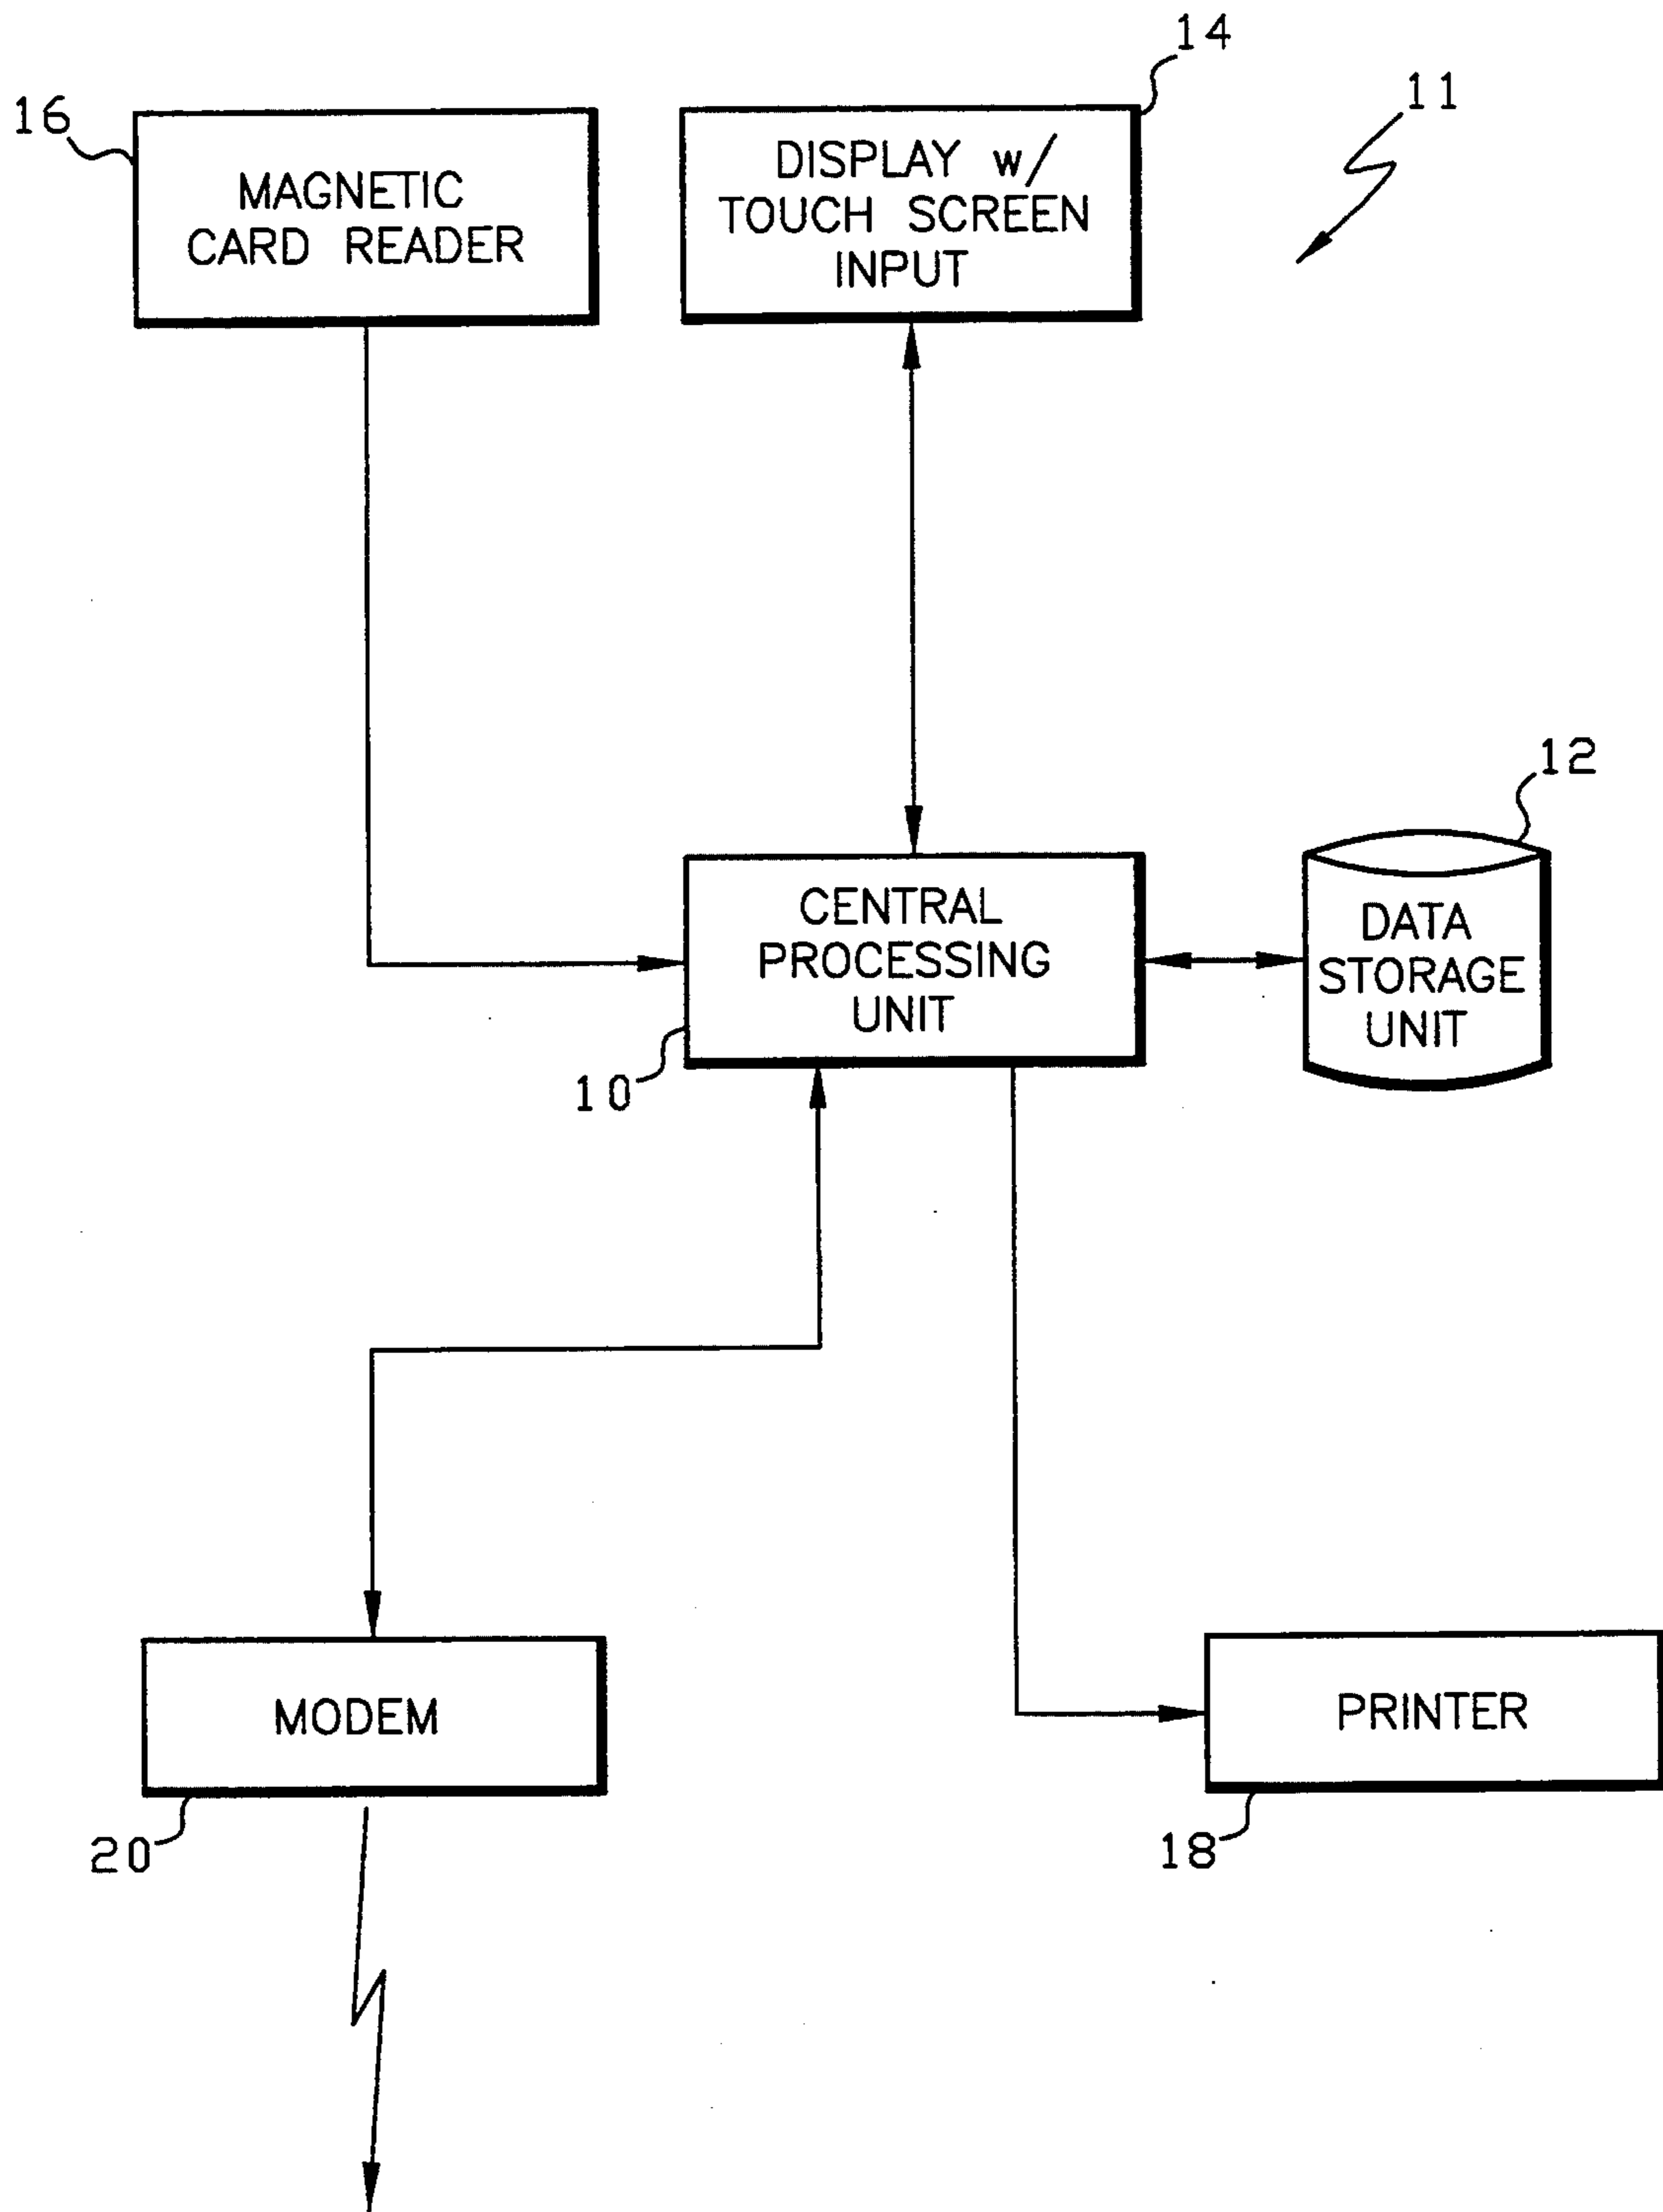 14
11
16
MAGNETIC
CARD READER
DISPLAY w/
TOUCH SCREEN
INPUT
12
CENTRAL
PROCESSING
UNIT
DATA
STORAGE
UNIT
10
MODEM
PRINTER
20
18